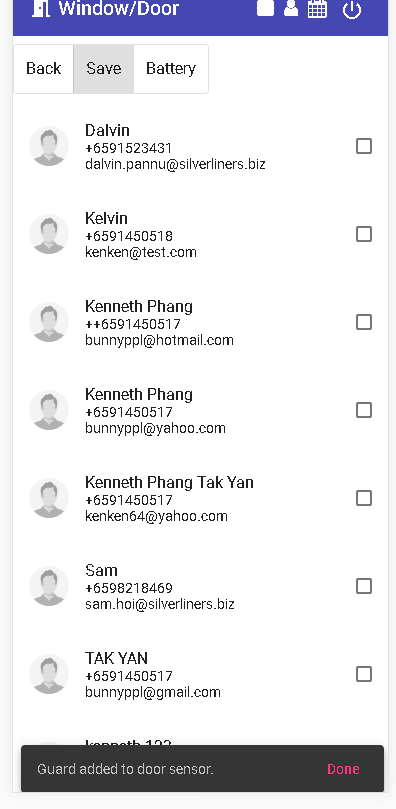 Window/Door
Back Save Battery
Dalvin
+6591523431
dalvin.pannu@silverliners.biz
Kelvin
+6591450518
kenken@test.com
Kenneth Phang
++6591450517
bunnyppl@hotmail.com
Kenneth Phang
+6591450517
bunnyppl@yahoo.com
Kenneth Phang Tak Yan
+6591450517
kenken64@yahoo.com
Sam
+6598218469
sam.hoi@silverliners.biz
TAK YAN
+6591450517
bunnyppl@gmail.com
kenneth 123
Guard added to door sensor. Done